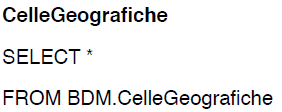 CelleGeografiche
SELECT *
FROM BDM.CelleGeografiche